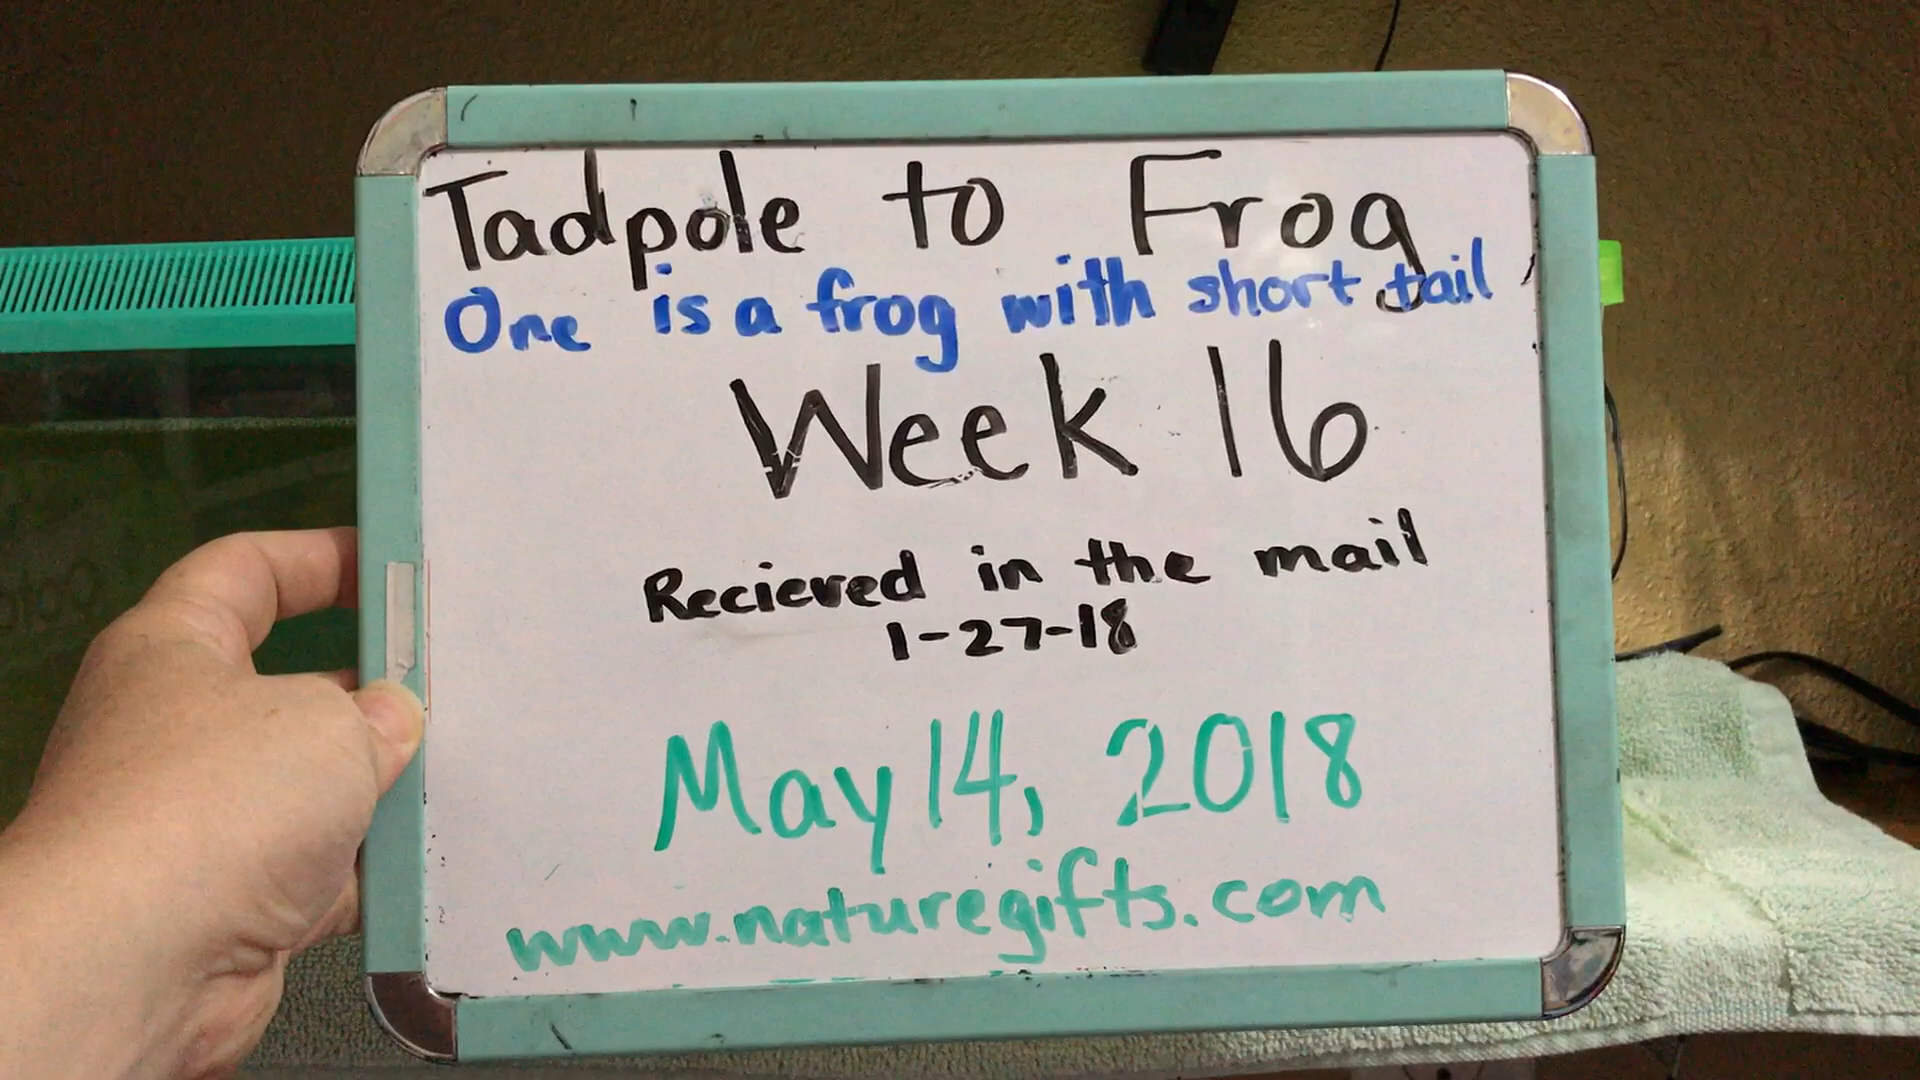 Tadpole to Frog
One is a frog with short tail
Week 16
Recieved in the mail
1-27-18
May 14, 2018
www.naturegifts.com